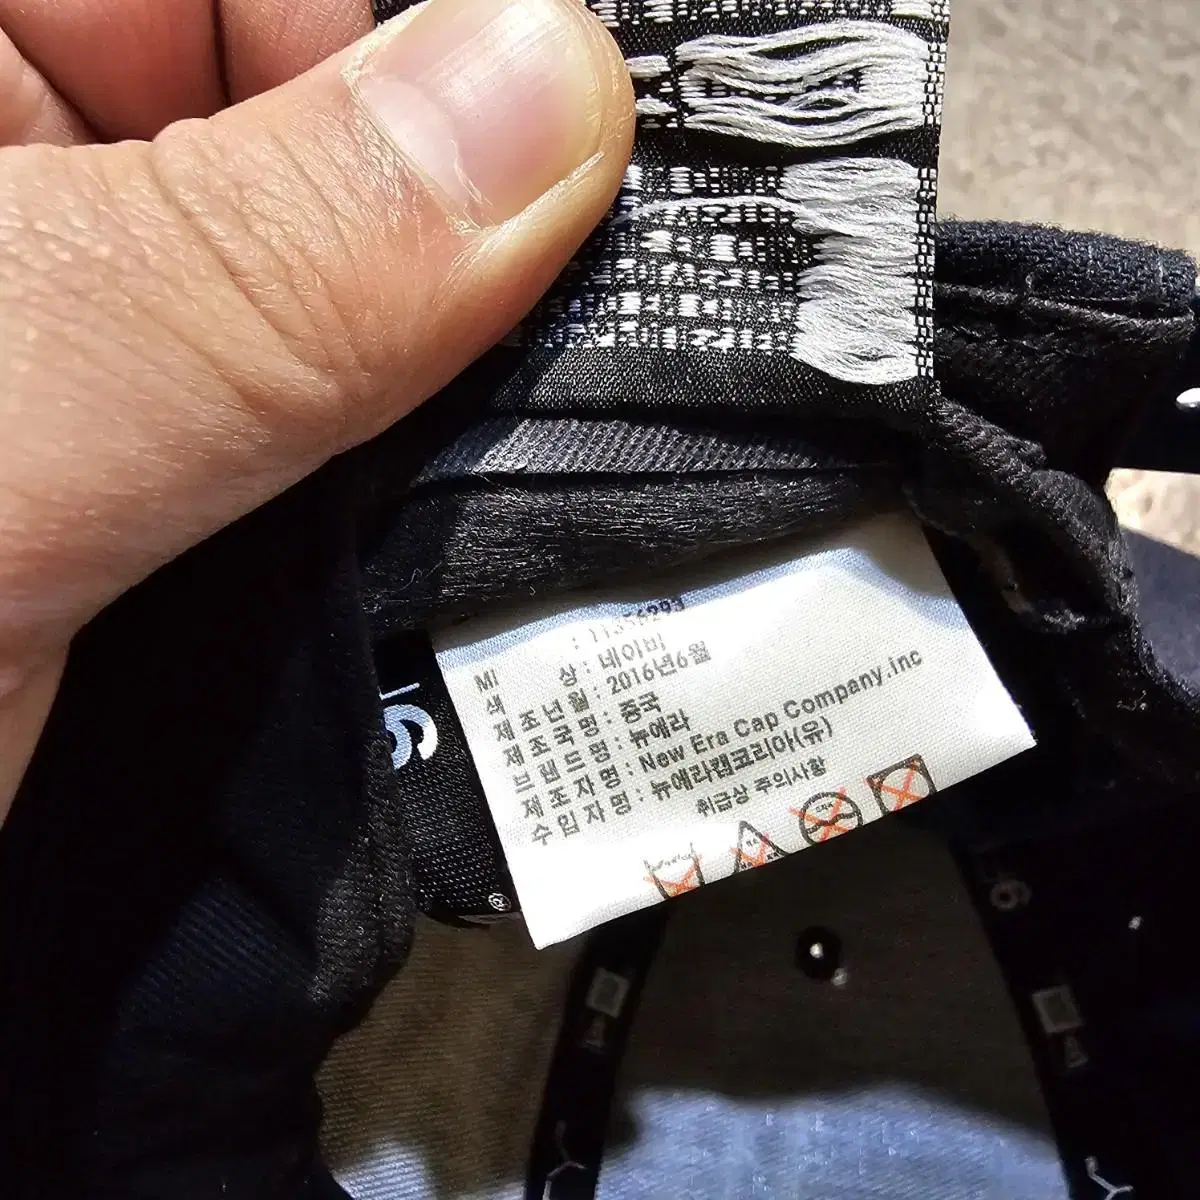 MI : 11356293
색 상 : 네이비
제 조 년 월 : 2016년6월
제 조 국 명 : 중국
브 랜 드 명 : 뉴에라
제 조 자 명 : New Era Cap Company.inc
수 입 자 명 : 뉴에라캡코리아(유)
취급상 주의사항
®